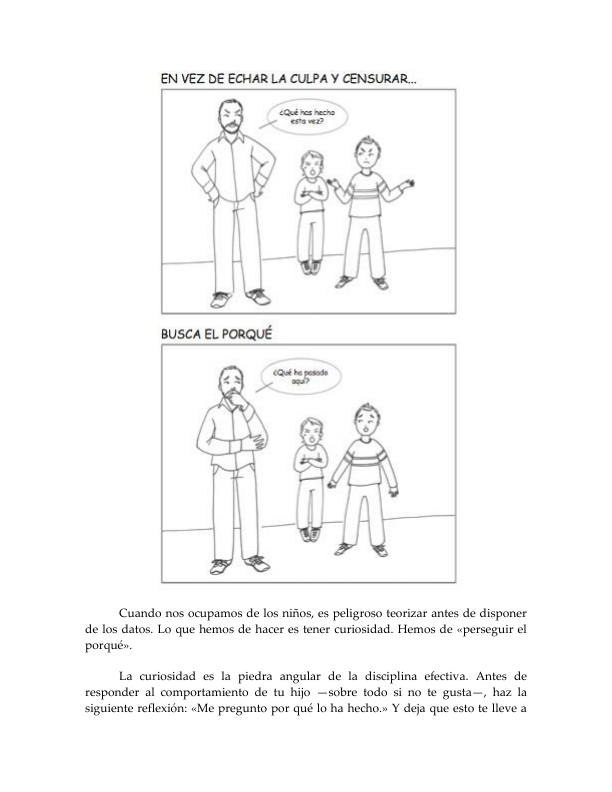 EN VEZ DE ECHAR LA CULPA Y CENSURAR...
¿Qué has hecho
esta vez?
BUSCA EL PORQUÉ
¿Qué ha pasado
aquí?
Cuando nos ocupamos de los niños, es peligroso teorizar antes de disponer
de los datos. Lo que hemos de hacer es tener curiosidad. Hemos de «perseguir el
porqué».
La curiosidad es la piedra angular de la disciplina efectiva. Antes de
responder al comportamiento de tu hijo —sobre todo si no te gusta—, haz la
siguiente reflexión: «Me pregunto por qué lo ha hecho.» Y deja que esto te lleve a